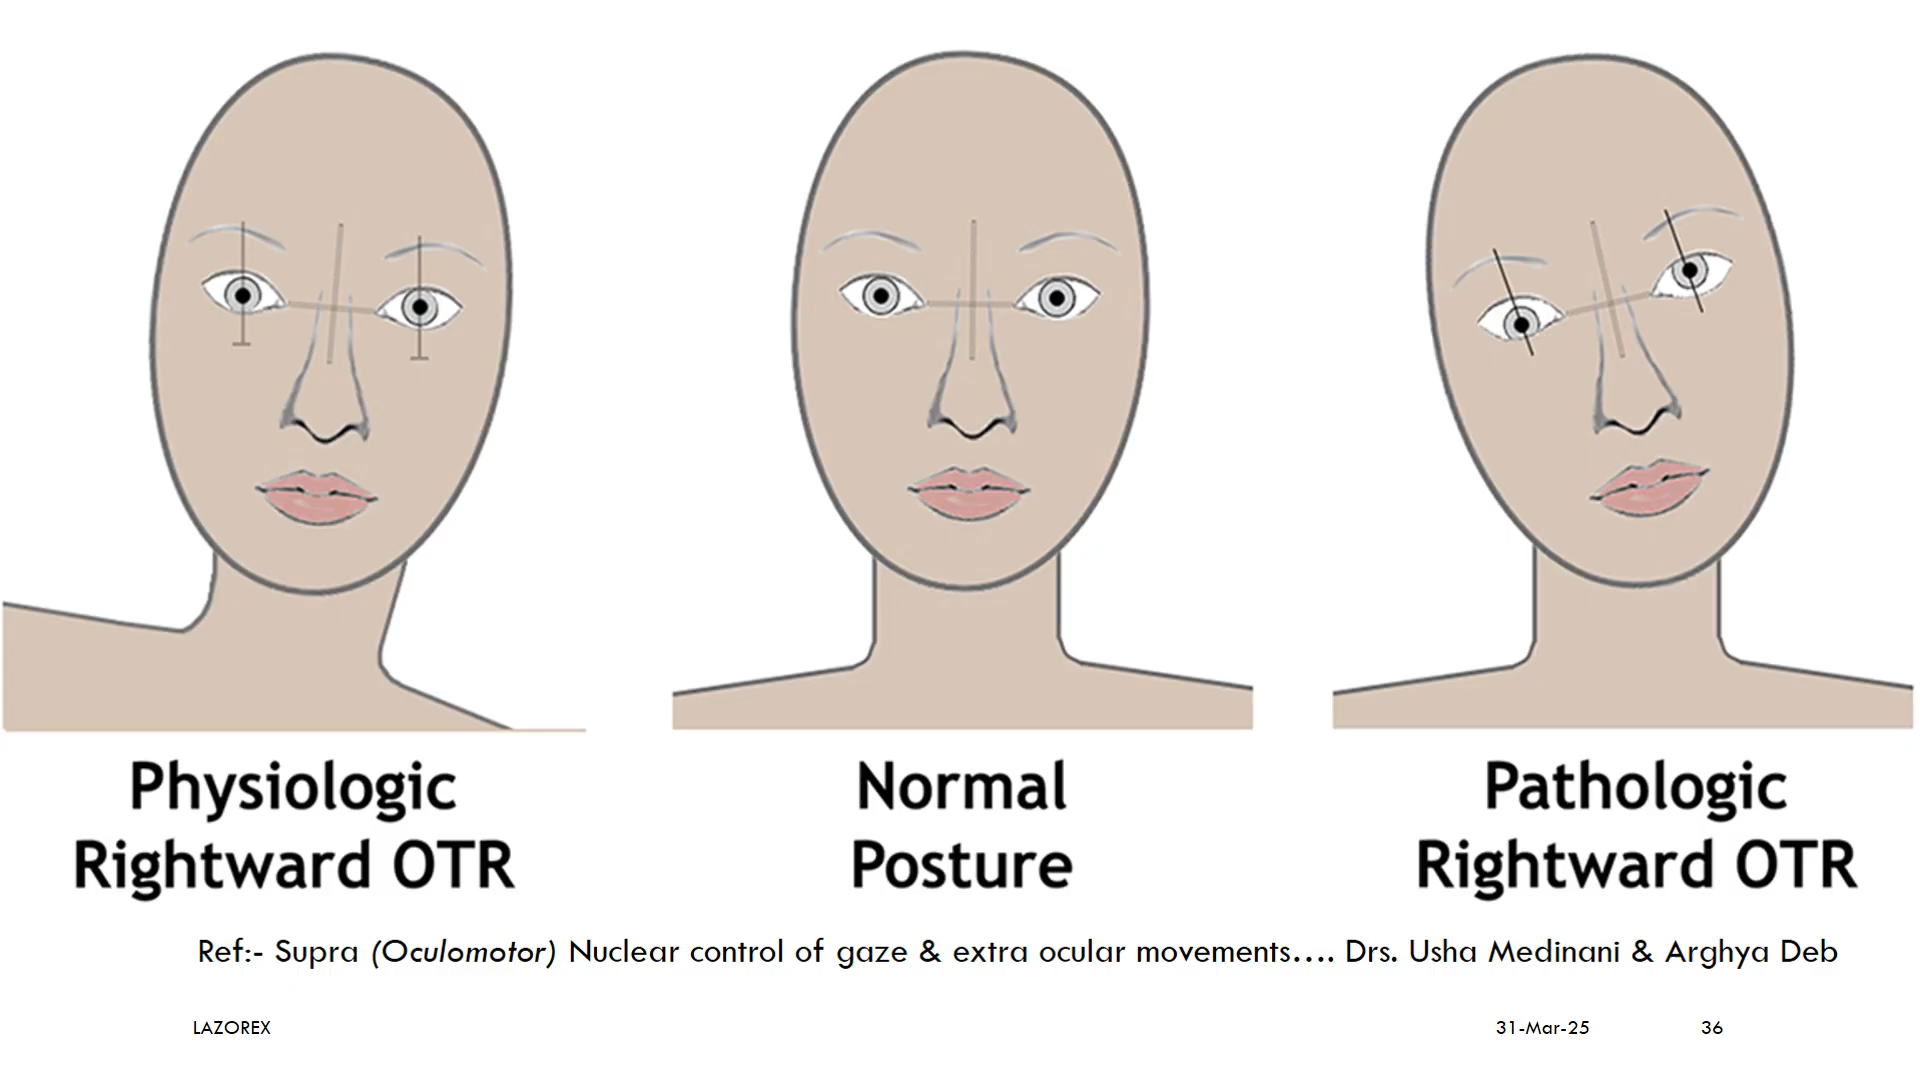 Physiologic
Rightward OTR
Normal
Posture
Pathologic
Rightward OTR
Ref:- Supra (Oculomotor) Nuclear control of gaze & extra ocular movements…. Drs. Usha Medinani & Arghya Deb
LAZOREX
31-Mar-25
36